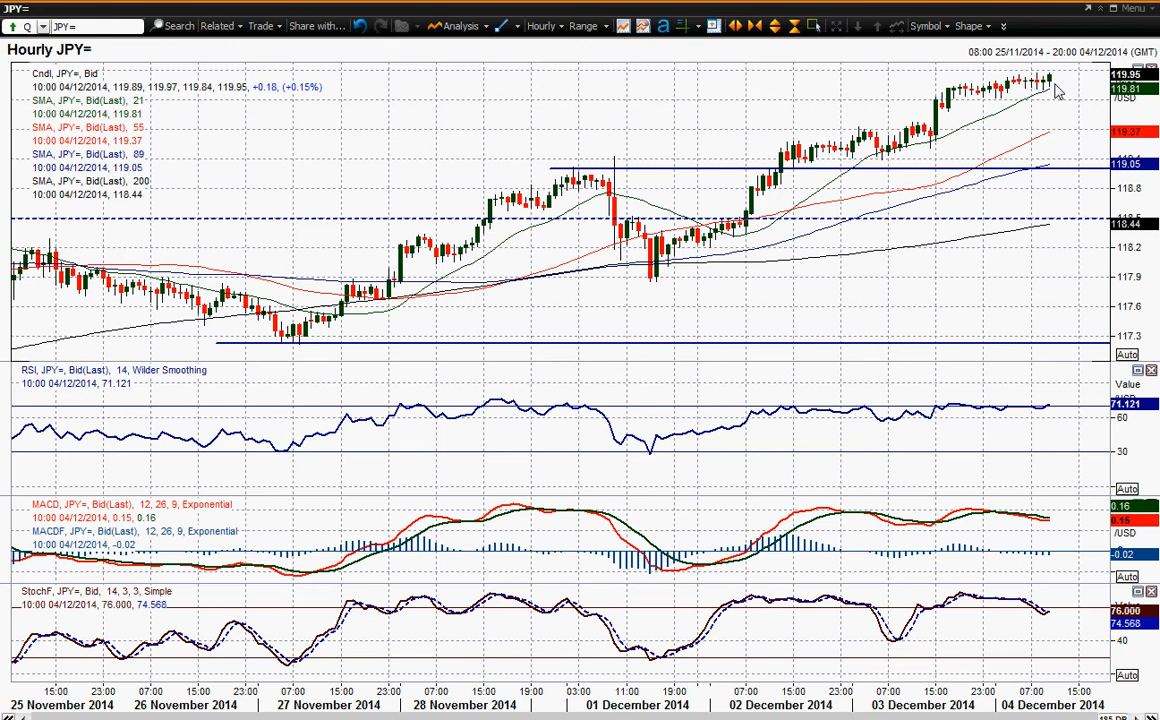 JPY=
Menu
Q JPY= Search Related Trade Share with... Analysis Hourly Range a Symbol Shape
Hourly JPY=
08:00 25/11/2014 - 20:00 04/12/2014 (GMT)
Cndl, JPY=, Bid
10:00 04/12/2014, 119.89, 119.97, 119.84, 119.95, +0.18, (+0.15%)
SMA, JPY=, Bid(Last), 21
10:00 04/12/2014, 119.81
SMA, JPY=, Bid(Last), 55
10:00 04/12/2014, 119.37
SMA, JPY=, Bid(Last), 89
10:00 04/12/2014, 119.05
SMA, JPY=, Bid(Last), 200
10:00 04/12/2014, 118.44
119.95
119.81
/USD
119.37
119.05
118.8
118.44
118.2
117.9
117.6
117.3
Auto
RSI, JPY=, Bid(Last), 14, Wilder Smoothing
10:00 04/12/2014, 71.121
Value
71.121
60
30
Auto
MACD, JPY=, Bid(Last), 12, 26, 9, Exponential
10:00 04/12/2014, 0.15, 0.16
MACDF, JPY=, Bid(Last), 12, 26, 9, Exponential
10:00 04/12/2014, -0.02
0.16
0.15
/USD
-0.02
Auto
StochF, JPY=, Bid, 14, 3, 3, Simple
10:00 04/12/2014, 76.000, 74.568
76.000
74.568
40
Auto
15:00 23:00 07:00 15:00 23:00 07:00 15:00 23:00 07:00 15:00 19:00 03:00 11:00 19:00 07:00 15:00 23:00 07:00 15:00 23:00 07:00 15:00
25 November 2014 26 November 2014 27 November 2014 28 November 2014 01 December 2014 02 December 2014 03 December 2014 04 December 2014